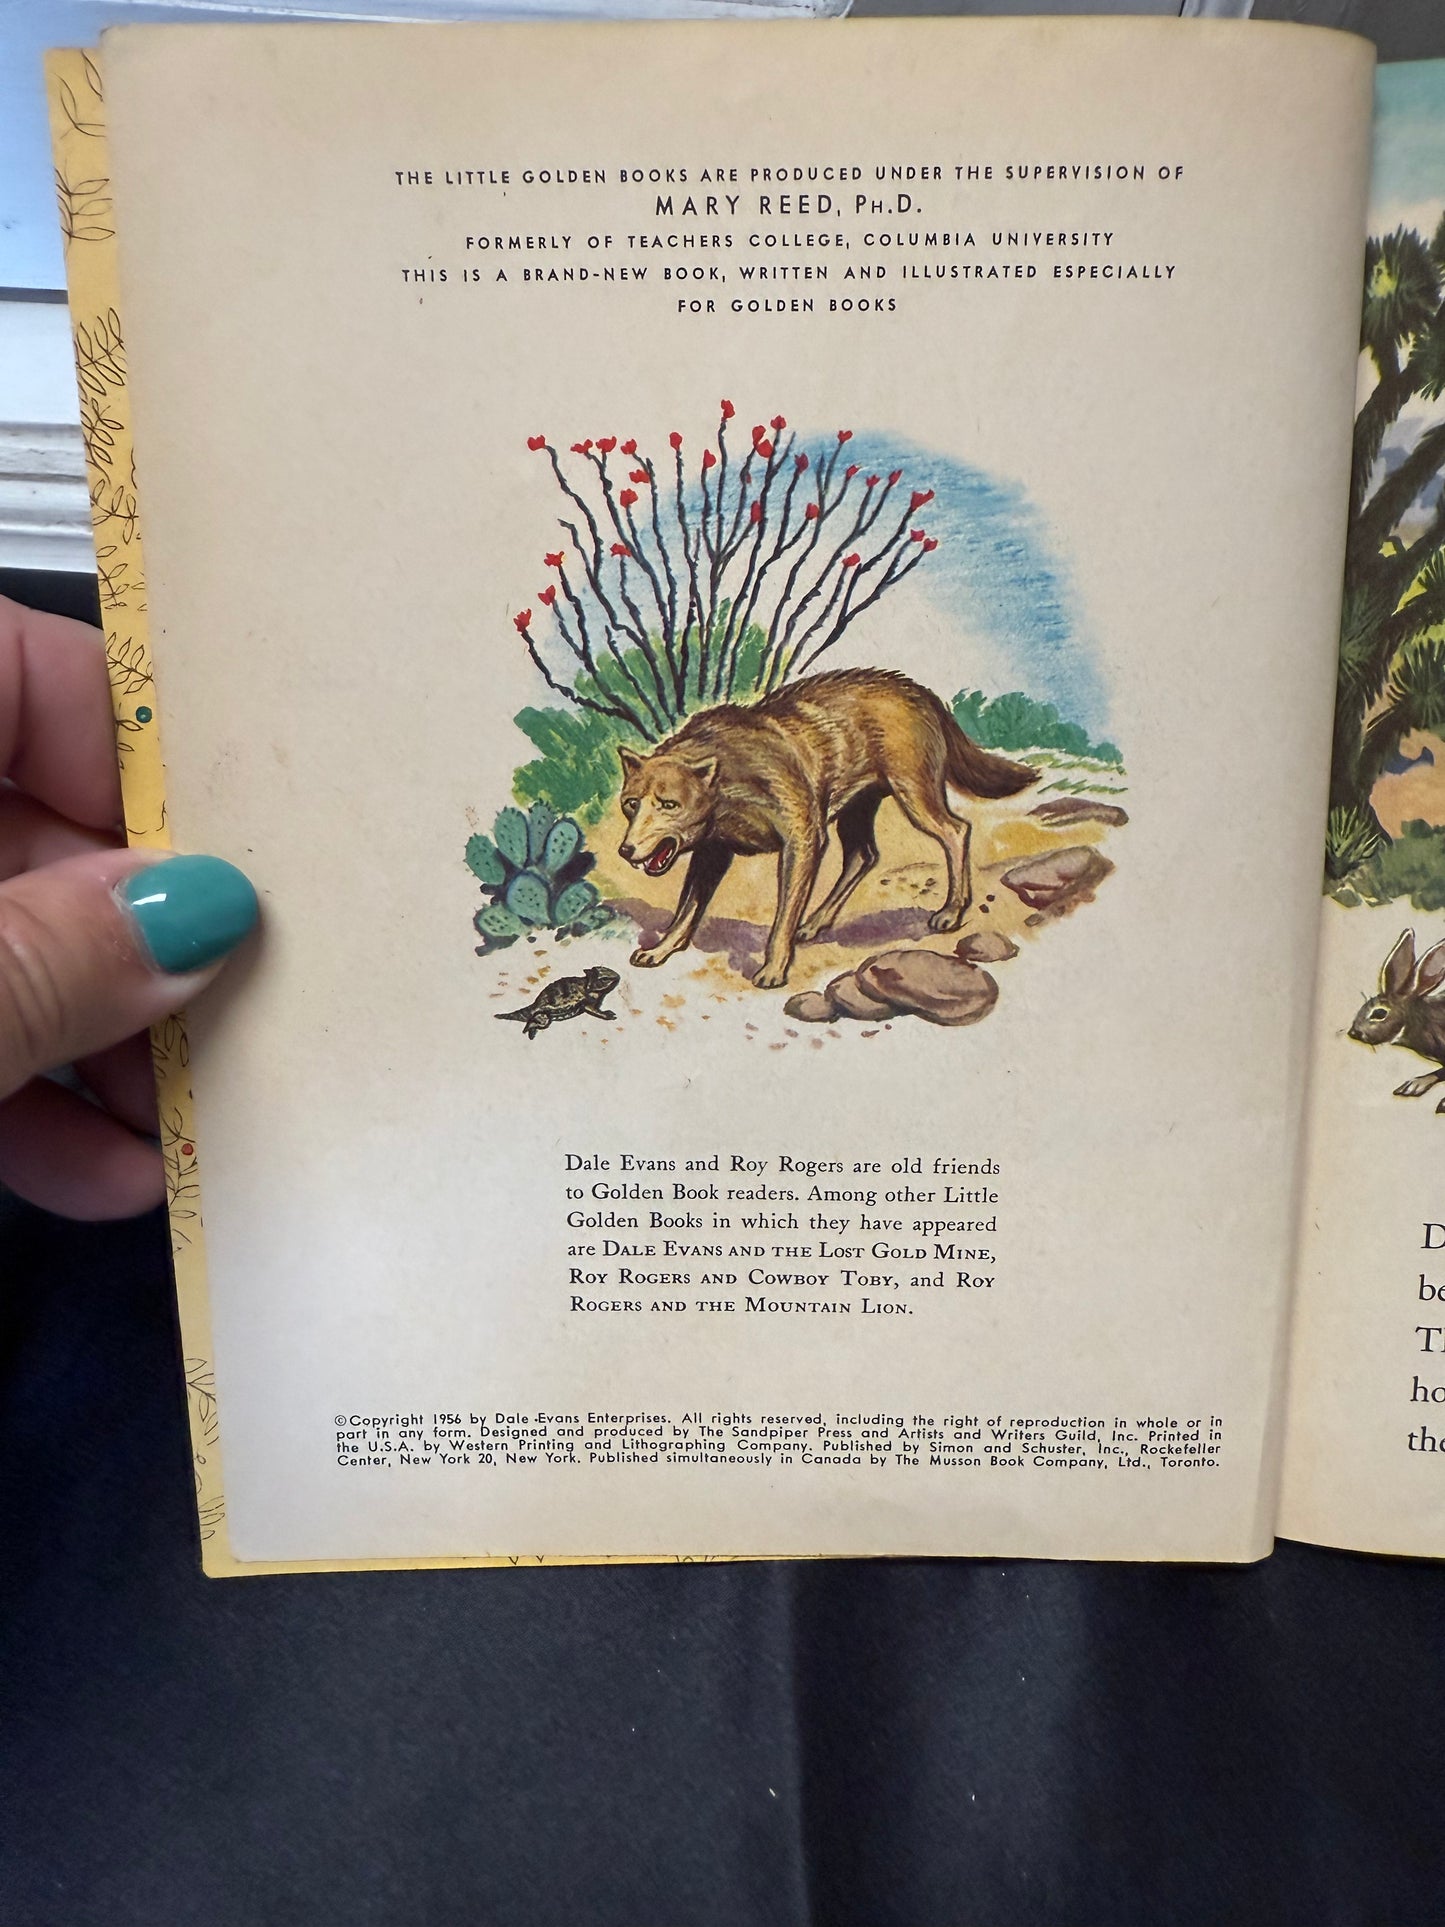 THE LITTLE GOLDEN BOOKS ARE PRODUCED UNDER THE SUPERVISION OF
MARY REED, PH.D.
FORMERLY OF TEACHERS COLLEGE, COLUMBIA UNIVERSITY
THIS IS A BRAND-NEW BOOK, WRITTEN AND ILLUSTRATED ESPECIALLY
FOR GOLDEN BOOKS
Dale Evans and Roy Rogers are old friends
to Golden Book readers. Among other Little
Golden Books in which they have appeared
are DALE EVANS AND THE LOST GOLD MINE,
ROY ROGERS AND COWBOY TOBY, and ROY
ROGERS AND THE MOUNTAIN LION.
©Copyright 1956 by Dale Evans Enterprises. All rights reserved, including the right of reproduction in whole or in
part in any form. Designed and produced by The Sandpiper Press and Artists and Writers Guild, Inc. Printed in
the U.S.A. by Western Printing and Lithographing Company. Published by Simon and Schuster, Inc., Rockefeller
Center, New York 20, New York. Published simultaneously in Canada by The Musson Book Company, Ltd., Toronto.